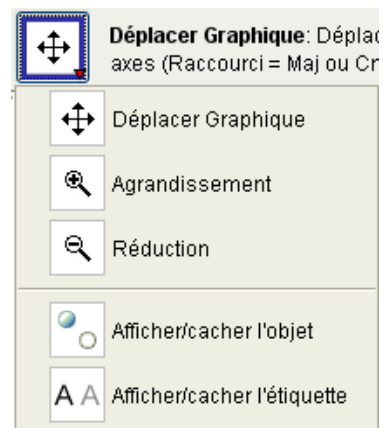 Déplacer Graphique: Déplac
axes (Raccourci = Maj ou Cr
Déplacer Graphique
Agrandissement
Réduction
Afficher/cacher l'objet
A A Afficher/cacher l'étiquette